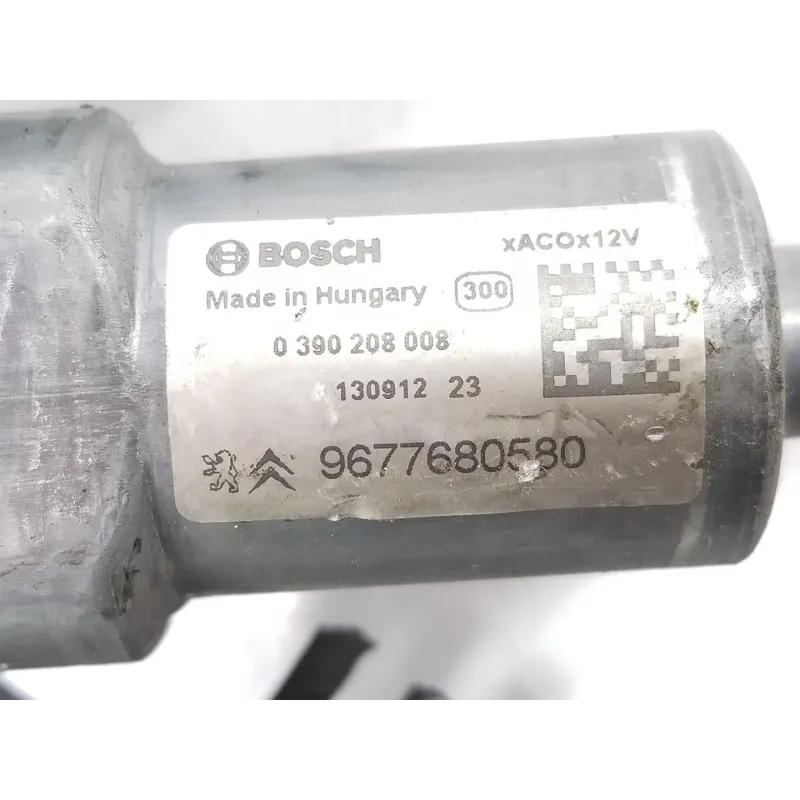 BOSCH xACOx12V
Made in Hungary 300
0 390 208 008
130912 23
9677680580